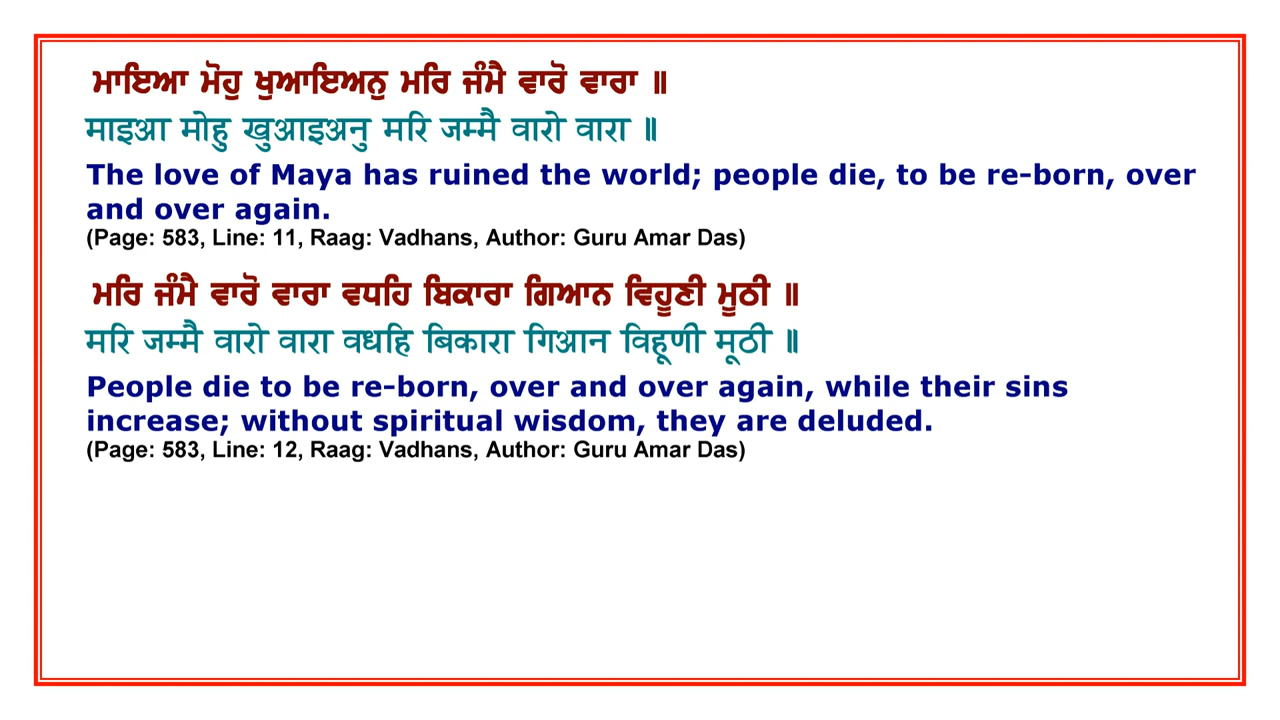 ਮਾਇਆ ਮੋਹੁ ਖੁਆਇਅਨੁ ਮਰਿ ਜੰਮੈ ਵਾਰੋ ਵਾਰਾ ॥
माइआ मोहु खुआइअनु मरि जम्मै वारो वारा ॥
The love of Maya has ruined the world; people die, to be re-born, over
and over again.
(Page: 583, Line: 11, Raag: Vadhans, Author: Guru Amar Das)
ਮਰਿ ਜੰਮੈ ਵਾਰੋ ਵਾਰਾ ਵਧਹਿ ਬਿਕਾਰਾ ਗਿਆਨ ਵਿਹੂਣੀ ਮੂਠੀ ॥
मरि जम्मै वारो वारा वधहि बिकारा गिआन विहूणी मूठी ॥
People die to be re-born, over and over again, while their sins
increase; without spiritual wisdom, they are deluded.
(Page: 583, Line: 12, Raag: Vadhans, Author: Guru Amar Das)